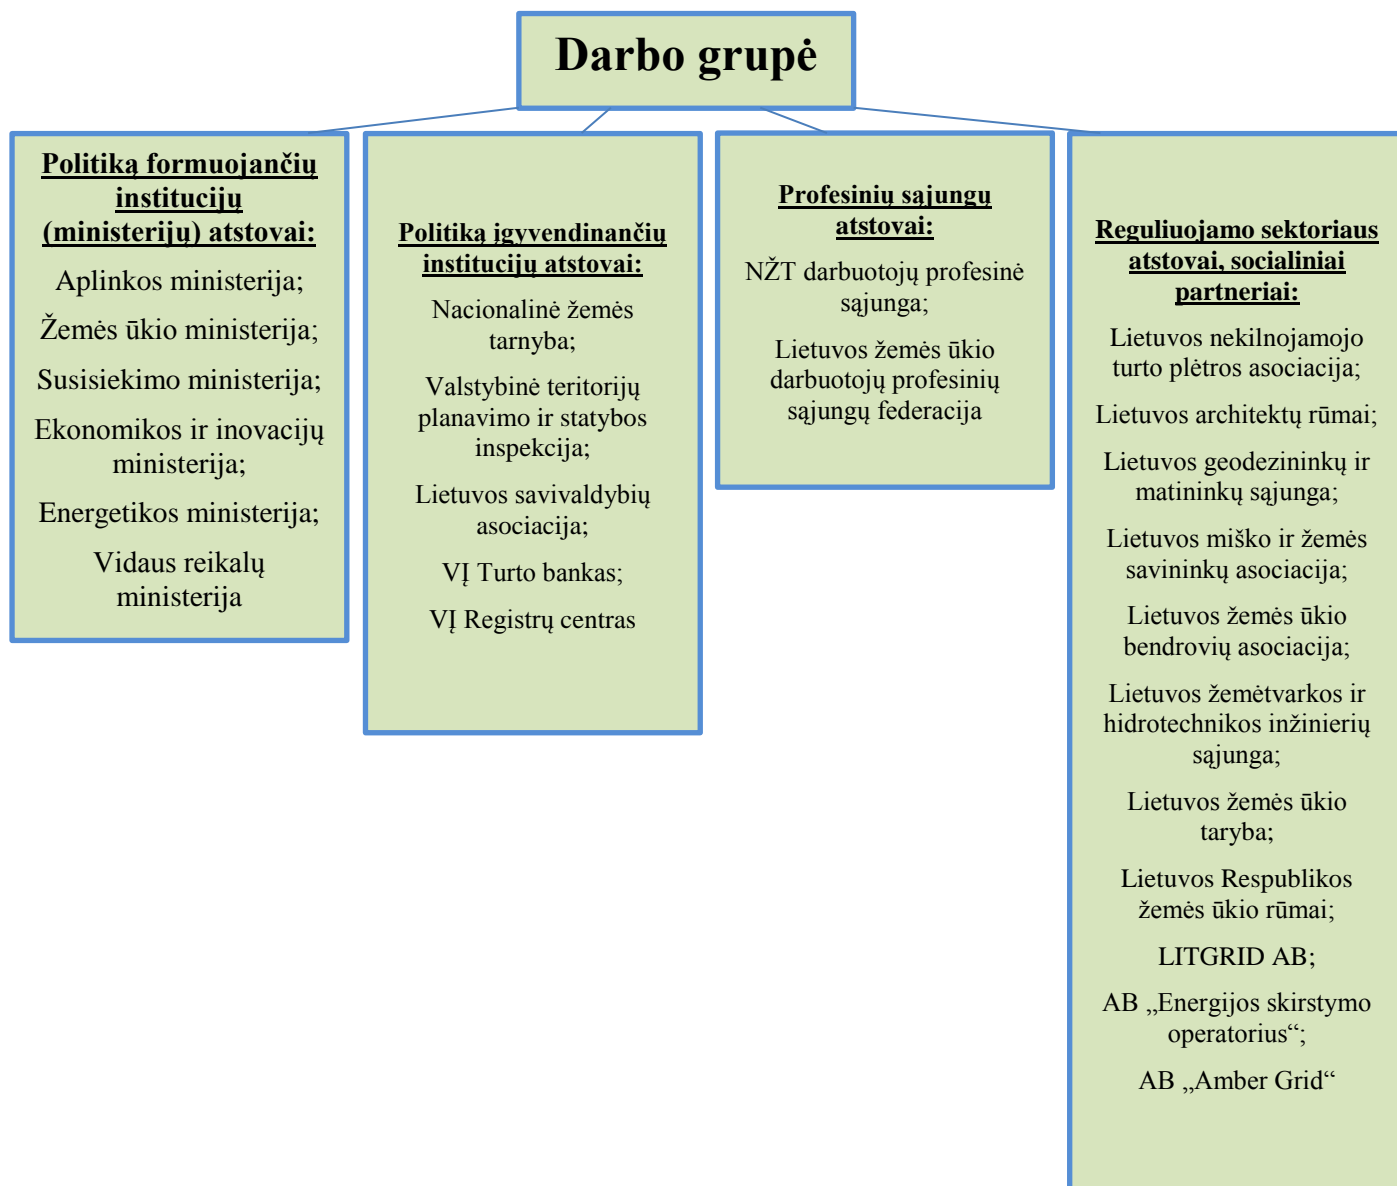 Darbo grupė
Politiką formuojančių
institucijų
(ministerijų) atstovai:
Aplinkos ministerija;
Žemės ūkio ministerija;
Susisiekimo ministerija;
Ekonomikos ir inovacijų
ministerija;
Energetikos ministerija;
Vidaus reikalų
ministerija
Politiką įgyvendinančių
institucijų atstovai:
Nacionalinė žemės
tarnyba;
Valstybinė teritorijų
planavimo ir statybos
inspekcija;
Lietuvos savivaldybių
asociacija;
VĮ Turto bankas;
VĮ Registrų centras
Profesinių sąjungų
atstovai:
NŽT darbuotojų profesinė
sąjunga;
Lietuvos žemės ūkio
darbuotojų profesinių
sąjungų federacija
Reguliuojamo sektoriaus
atstovai, socialiniai
partneriai:
Lietuvos nekilnojamojo
turto plėtros asociacija;
Lietuvos architektų rūmai;
Lietuvos geodezininkų ir
matininkų sąjunga;
Lietuvos miško ir žemės
savininkų asociacija;
Lietuvos žemės ūkio
bendrovių asociacija;
Lietuvos žemėtvarkos ir
hidrotechnikos inžinierių
sąjunga;
Lietuvos žemės ūkio
taryba;
Lietuvos Respublikos
žemės ūkio rūmai;
LITGRID AB;
AB „Energijos skirstymo
operatorius“;
AB „Amber Grid“